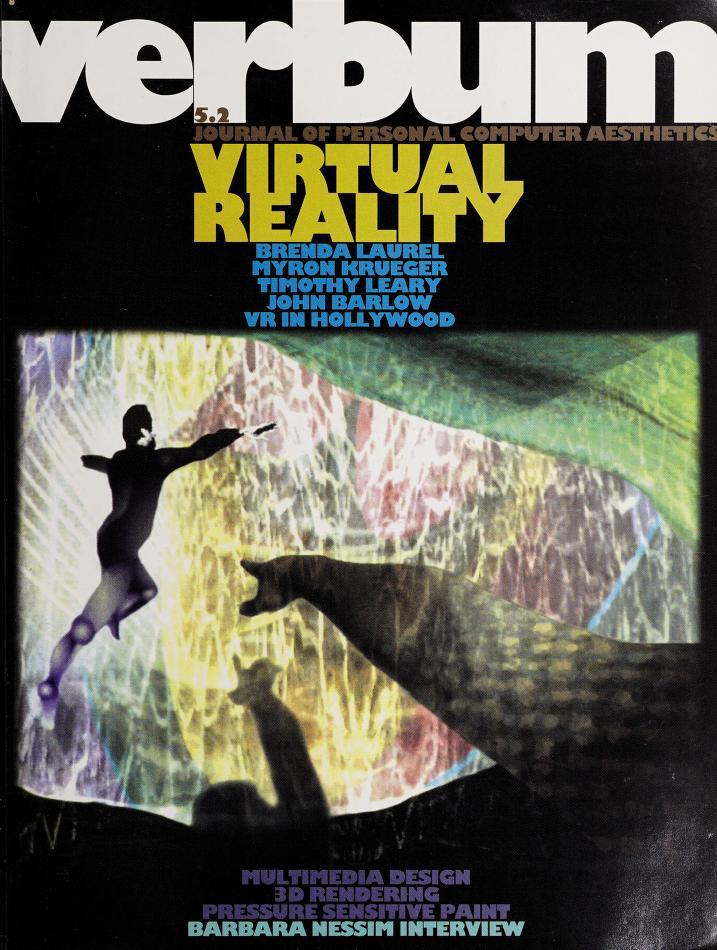 verbum
5.2
JOURNAL OF PERSONAL COMPUTER AESTHETICS
VIRTUAL
REALITY
BRENDA LAUREL
MYRON KRUEGER
TIMOTHY LEARY
JOHN BARLOW
VR IN HOLLYWOOD
MULTIMEDIA DESIGN
3D RENDERING
PRESSURE SENSITIVE PAINT
BARBARA NESSIM INTERVIEW